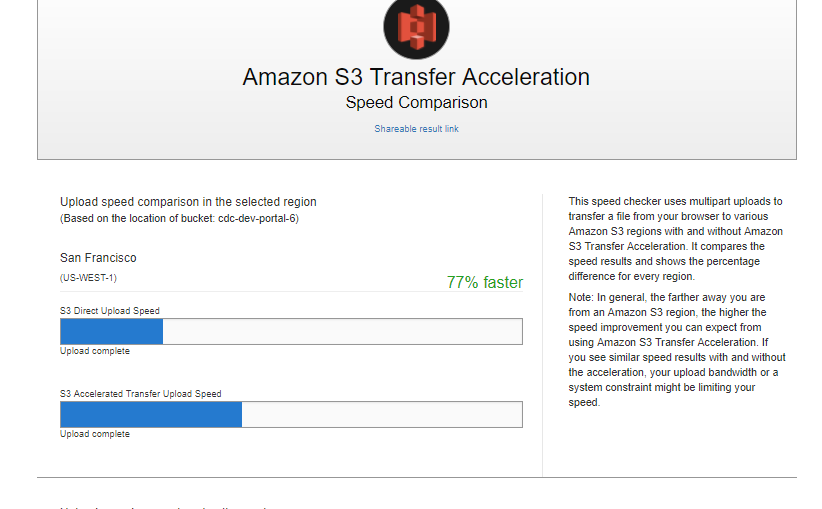 Amazon S3 Transfer Acceleration
Speed Comparison
Shareable result link
Upload speed comparison in the selected region
(Based on the location of bucket: cdc-dev-portal-6)
San Francisco
(US-WEST-1)
77% faster
S3 Direct Upload Speed
Upload complete
S3 Accelerated Transfer Upload Speed
Upload complete
This speed checker uses multipart uploads to
transfer a file from your browser to various
Amazon S3 regions with and without Amazon
S3 Transfer Acceleration. It compares the
speed results and shows the percentage
difference for every region.
Note: In general, the farther away you are
from an Amazon S3 region, the higher the
speed improvement you can expect from
using Amazon S3 Transfer Acceleration. If
you see similar speed results with and without
the acceleration, your upload bandwidth or a
system constraint might be limiting your
speed.